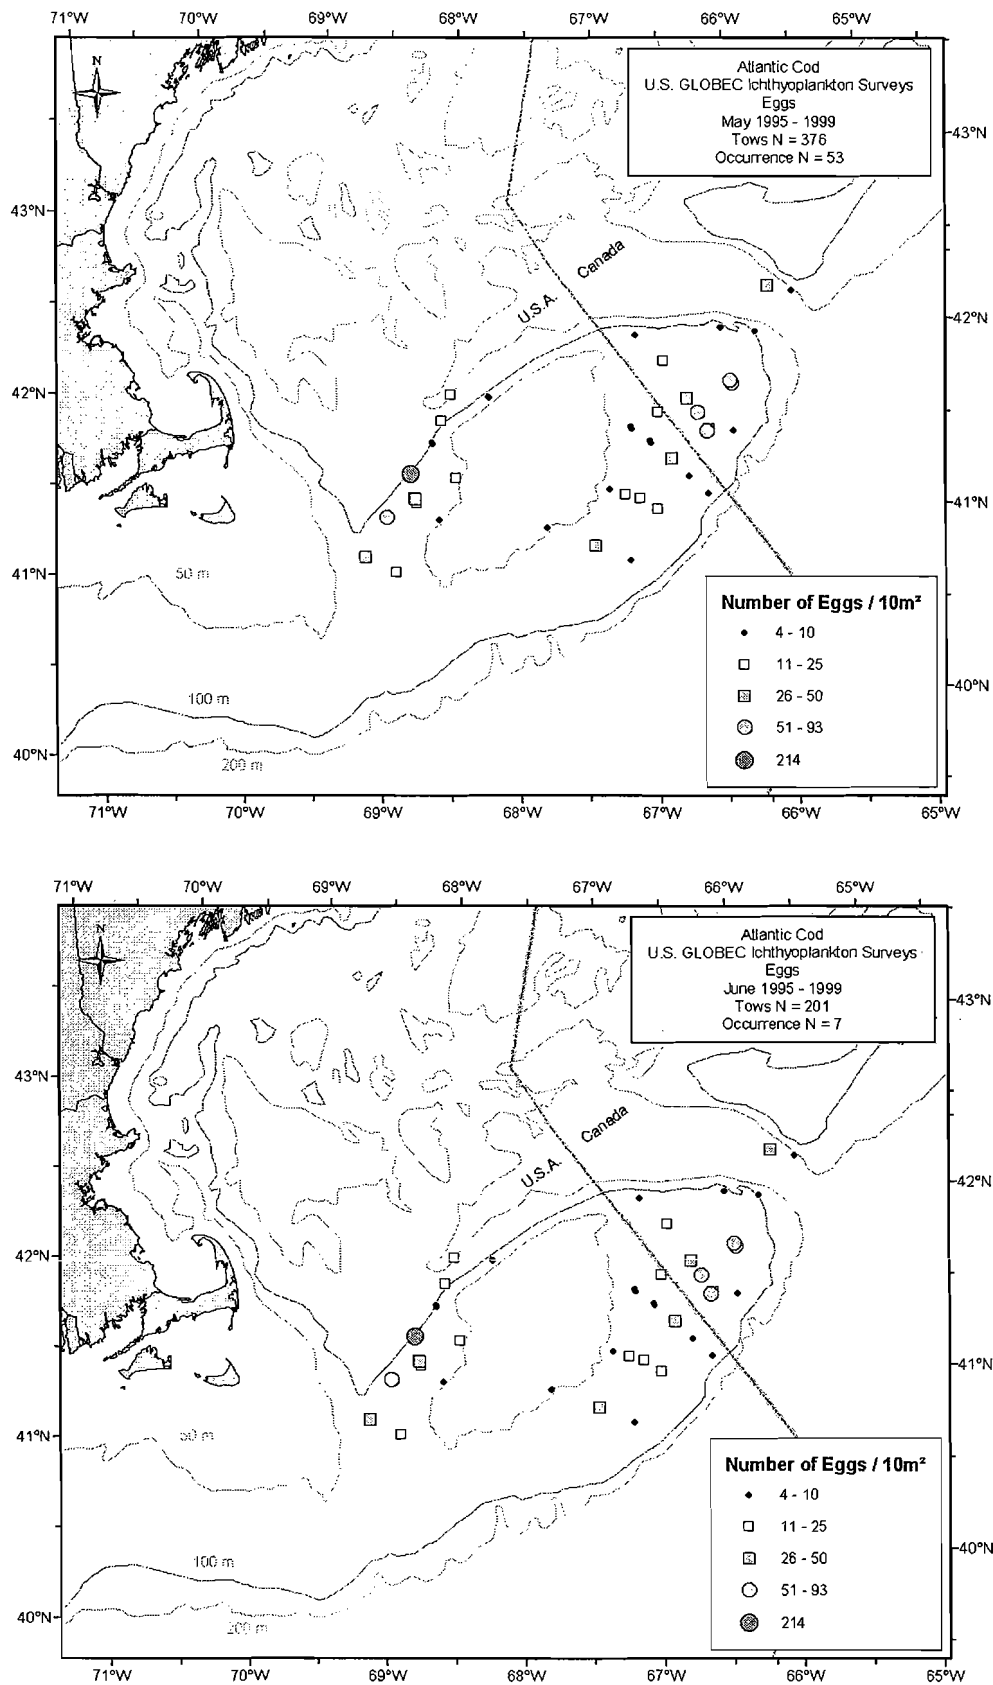 71°W 70°W 69°W 68°W 67°W 66°W 65°W
N
Atlantic Cod
U.S. GLOBEC Ichthyoplankton Surveys
Eggs
May 1995 - 1999
Tows N = 376
Occurrence N = 53
43°N
43°N
Canada
U.S.A.
42°N
42°N
41°N
41°N
50 m
Number of Eggs / 10m²
4 - 10
11 - 25
26 - 50
51 - 93
214
40°N
100 m
40°N
200 m
71°W 70°W 69°W 68°W 67°W 66°W 65°W
71°W 70°W 69°W 68°W 67°W 66°W 65°W
N
Atlantic Cod
U.S. GLOBEC Ichthyoplankton Surveys
Eggs
June 1995 - 1999
Tows N = 201
Occurrence N = 7
43°N
43°N
Canada
U.S.A.
42°N
42°N
41°N
41°N
50 m
Number of Eggs / 10m²
4 - 10
11 - 25
26 - 50
51 - 93
214
40°N
100 m
40°N
200 m
71°W 70°W 69°W 68°W 67°W 66°W 65°W